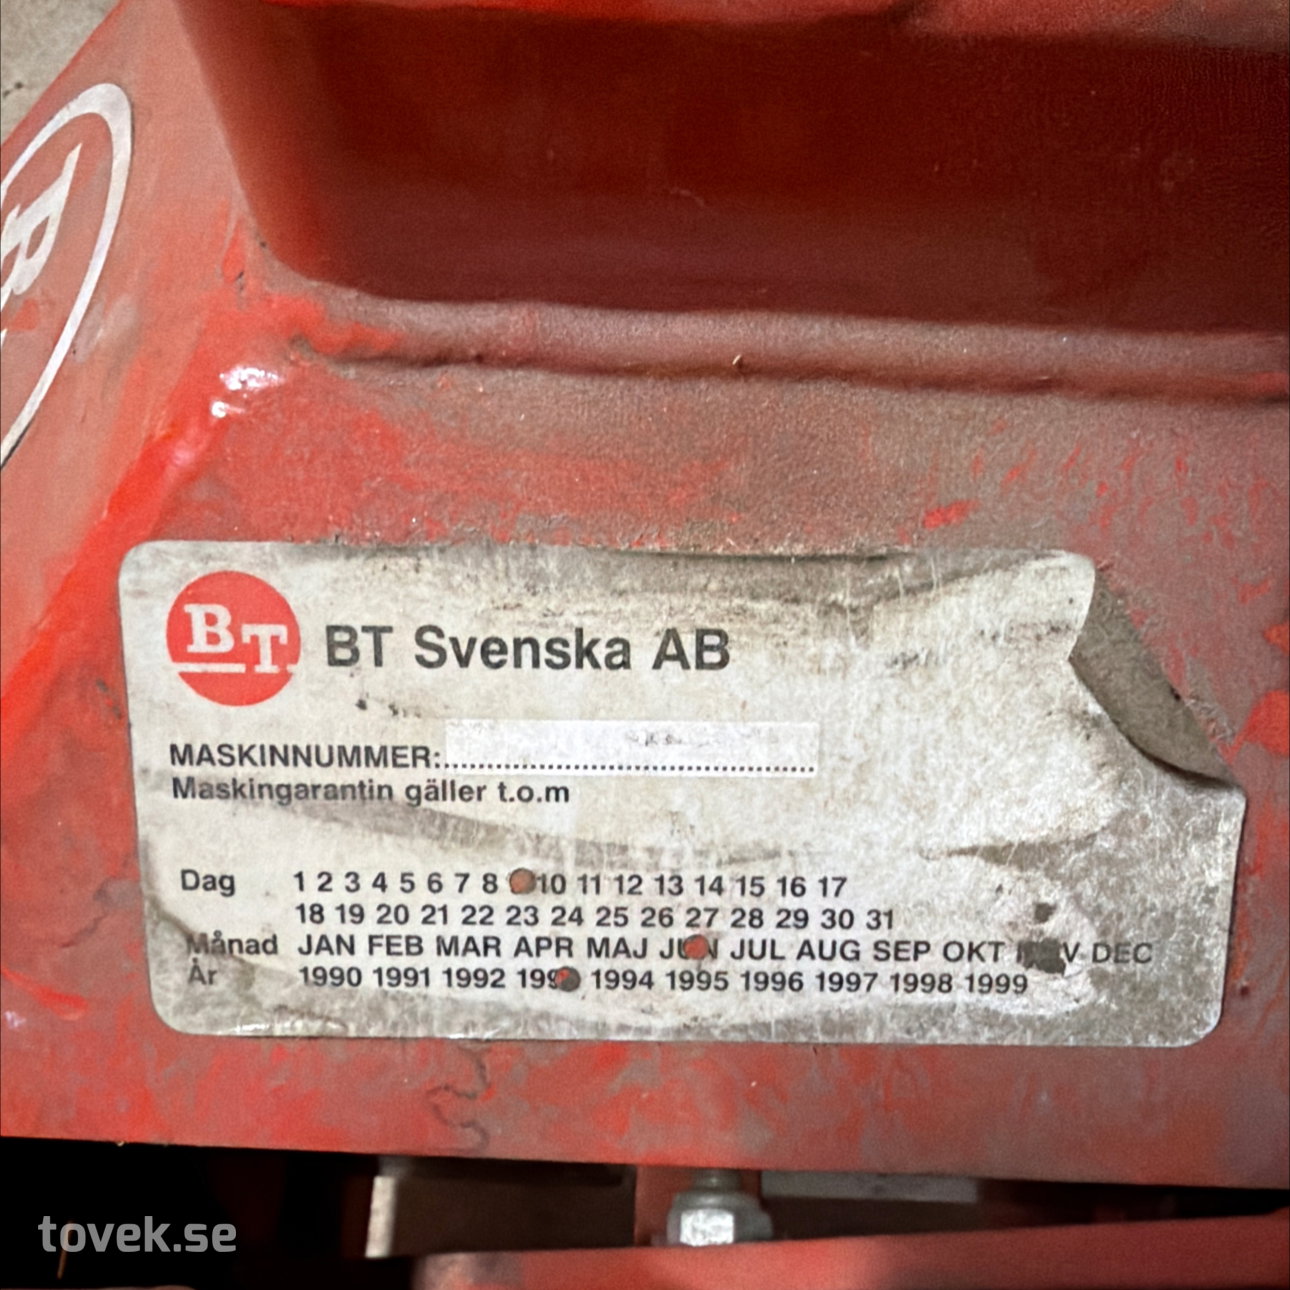 BT
BT Svenska AB
MASKINNUMMER:
Maskingarantin gäller t.o.m
Dag 1 2 3 4 5 6 7 8 10 11 12 13 14 15 16 17
18 19 20 21 22 23 24 25 26 27 28 29 30 31
Månad JAN FEB MAR APR MAJ JUN JUL AUG SEP OKT DEC
År 1990 1991 1992 1994 1995 1996 1997 1998 1999
tovek.se